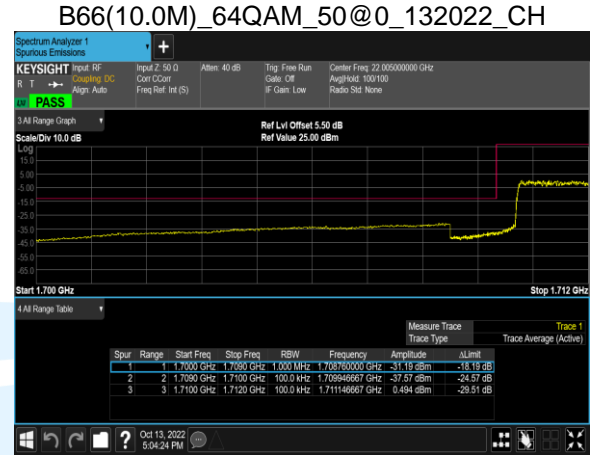 B66(10.0M)_64QAM_50@0_132022_CH
Spectrum Analyzer 1
Spurious Emissions
+
KEYSIGHT Input: RF Input Z: 50 Ω Atten: 40 dB Trig: Free Run Center Freq: 22.005000000 GHz
R T Coupling: DC Corr CCorr Gate: Off Avg|Hold: 100/100
Align: Auto Freq Ref: Int (S) IF Gain: Low Radio Std: None
LV PASS
3 All Range Graph
Ref Lvl Offset 5.50 dB
Scale/Div 10.0 dB Ref Value 25.00 dBm
Log
15.0
5.00
-5.00
-15.0
-25.0
-35.0
-45.0
-55.0
-65.0
Start 1.700 GHz Stop 1.712 GHz
4 All Range Table
Measure Trace Trace 1
Trace Type Trace Average (Active)
Spur Range Start Freq Stop Freq RBW Frequency Amplitude ΔLimit
1 1 1.7000 GHz 1.7090 GHz 1.000 MHz 1.708760000 GHz -31.19 dBm -18.19 dB
2 2 1.7090 GHz 1.7100 GHz 100.0 kHz 1.709946667 GHz -37.57 dBm -24.57 dB
3 3 1.7100 GHz 1.7120 GHz 100.0 kHz 1.711146667 GHz 0.494 dBm -29.51 dB
? Oct 13, 2022
5:04:24 PM